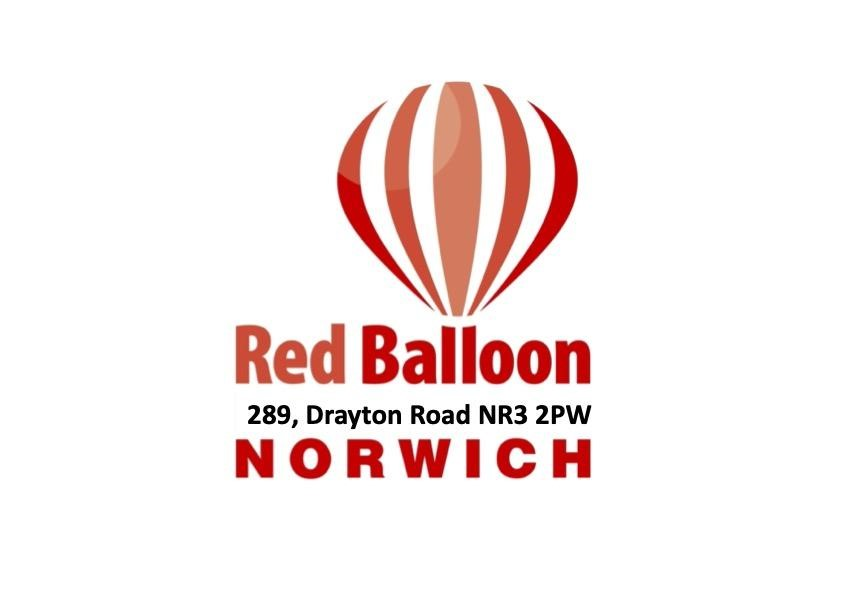 Red Balloon
289, Drayton Road NR3 2PW
NORWICH